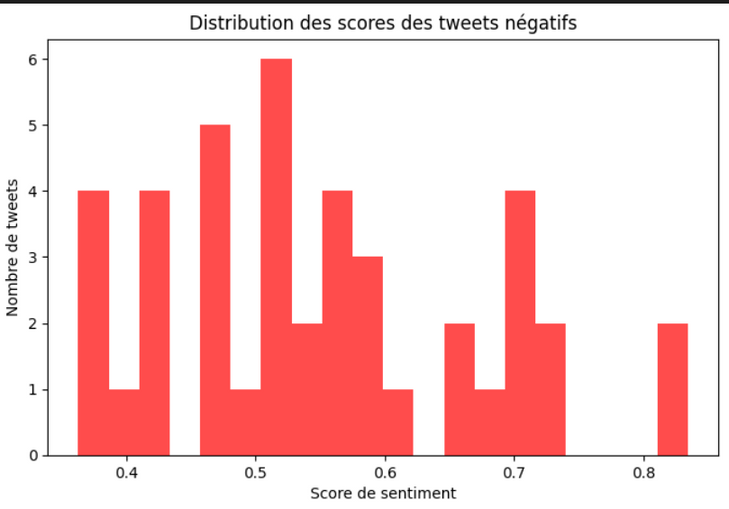 Distribution des scores des tweets négatifs
Nombre de tweets
6
5
4
3
2
1
0
0.4 0.5 0.6 0.7 0.8
Score de sentiment